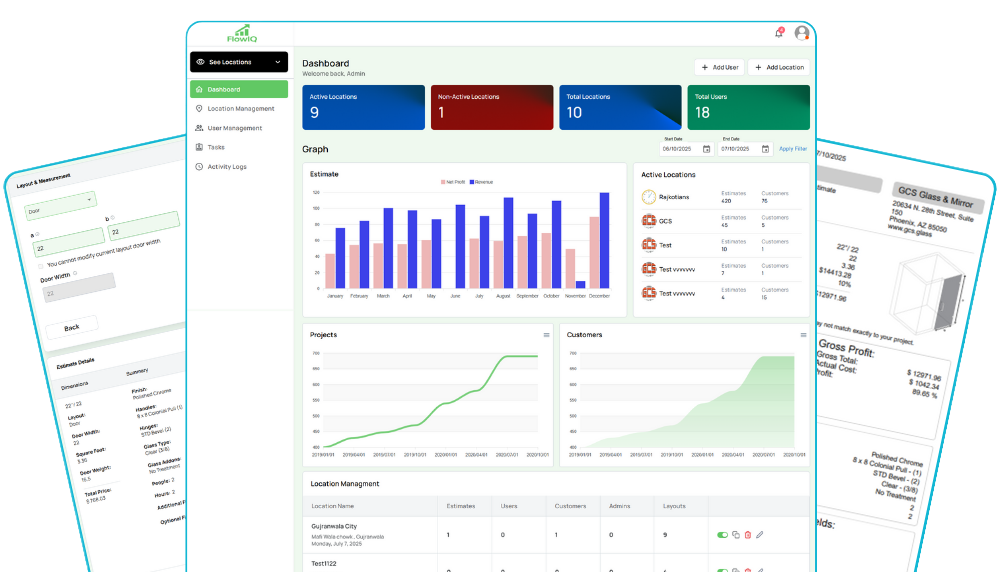 FlowIQ
See Locations
Dashboard
Location Management
User Management
Tasks
Activity Logs
Dashboard
Welcome back, Admin
+ Add User
+ Add Location
Active Locations
9
Non-Active Locations
1
Total Locations
10
Total Users
18
Graph
Start Date
06/10/2025
End Date
07/10/2025
Apply Filter
Estimate
Net Profit Revenue
120
100
80
60
40
20
0
January February March April May June July August September October November December
Active Locations
Rajkotians Estimates 420 Customers 76
GCS Estimates 45 Customers 5
Test Estimates 10 Customers 1
Test vvvvvvv Estimates 7 Customers 1
Test vvvvvvv Estimates 4 Customers 15
Projects
700
650
600
550
500
450
400
2019/01/01 2019/04/01 2019/07/01 2019/10/01 2020/01/01 2020/04/01 2020/07/01 2020/10/01
Customers
700
650
600
550
500
450
400
2019/01/01 2019/04/01 2019/07/01 2019/10/01 2020/01/01 2020/04/01 2020/07/01 2020/10/01
Location Managment
Location Name Estimates Users Customers Admins Layouts
Gujranwala City
Mafi Wala chowk , Gujranwala
Monday, July 7, 2025
1 0 1 0 9
Test1122
Layout & Measurement
Door
a
22
b
22
You cannot modify current layout door width
Door Width
22
Back
Estimate Details
Dimensions Summary
22"/ 22
Layout:
Door
Door Width:
22
Square Feet:
Door Weight:
Total Price:
Finish:
Polished Chrome
Handles:
8 x 8 Colonial Pull (1)
Hinges:
STD Bevel (2)
Glass Type:
Clear (3/8)
Glass Addons:
No Treatment
People: 2
Hours: 2
Additional
7/10/2025
GCS Glass & Mirror
20634 N. 28th Street, Suite
150
Phoenix, AZ 85050
www.gcs.glass
22"/ 22
22
3.36
$14413.28
10%
$12971.96
may not match exactly to your project.
Gross Profit:
Gross Total: $ 12971.96
Actual Cost: $ 1042.34
Profit: 89.65 %
Polished Chrome
8 x 8 Colonial Pull - (1)
STD Bevel - (2)
Clear - (3/8)
No Treatment
2
2